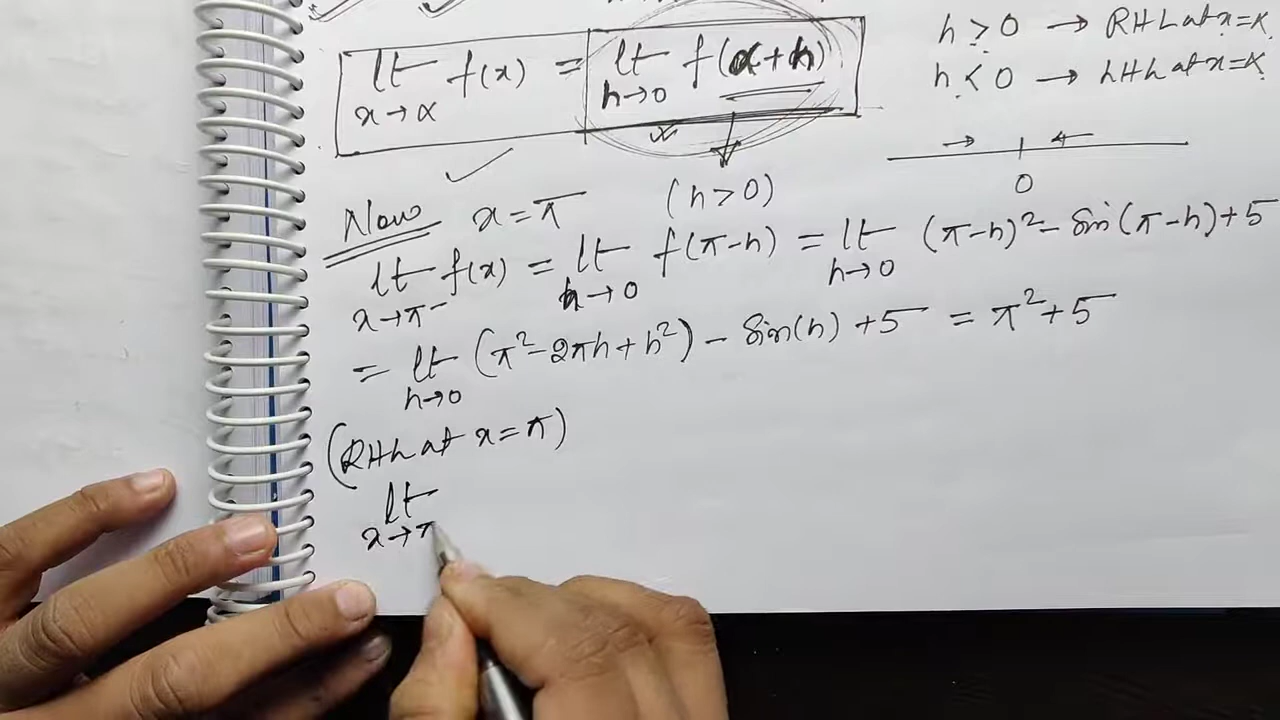 lt f(x) = lt f(α+h)
x→α h→0
h > 0 → RHL at x=α
h < 0 → LHL at x=α
0
Now x = π (h>0)
lt f(x) = lt f(π-h) = lt (π-h)² - sin(π-h)+5
x→π⁻ h→0 h→0
= lt (π²-2πh+h²) - sin(h) +5 = π²+5
h→0
(RHL at x=π)
lt
x→π